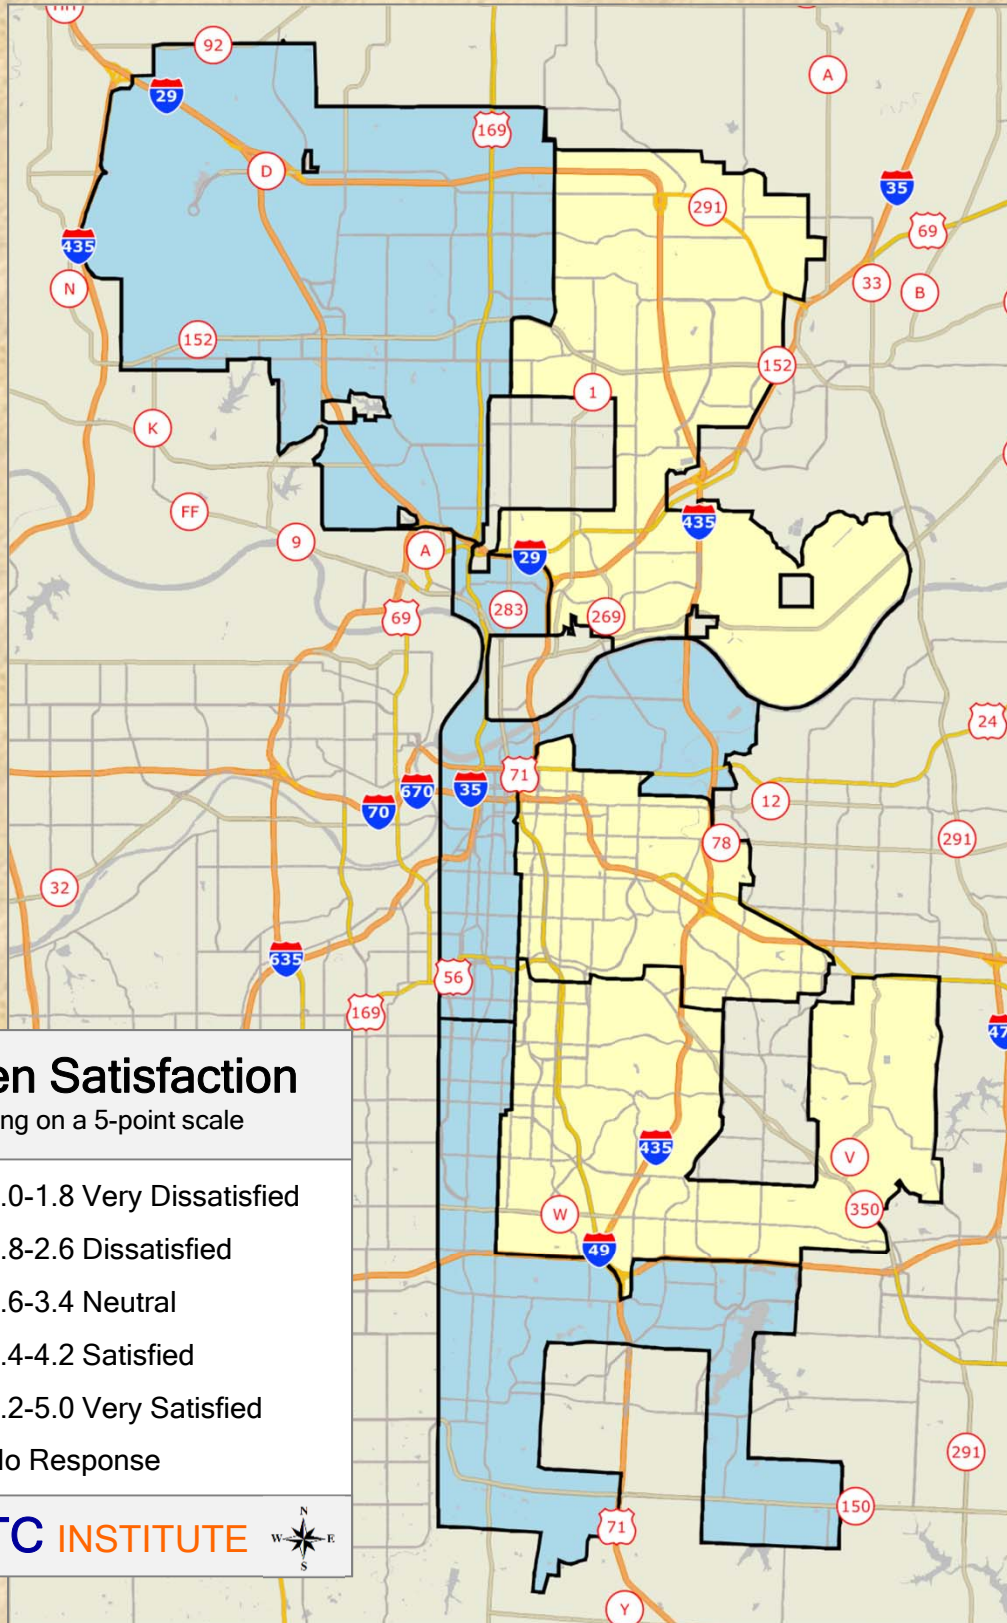 HH
92
29
169
A
D
35
291
69
435
N
33
B
152
152
1
K
FF
435
9
A
29
283
269
69
24
71
670
35
70
12
78
291
32
635
56
169
47
en Satisfaction
ng on a 5-point scale
.0-1.8 Very Dissatisfied
.8-2.6 Dissatisfied
.6-3.4 Neutral
.4-4.2 Satisfied
.2-5.0 Very Satisfied
lo Response
TC INSTITUTE
N
W E
S
435
V
350
W
49
291
150
71
Y